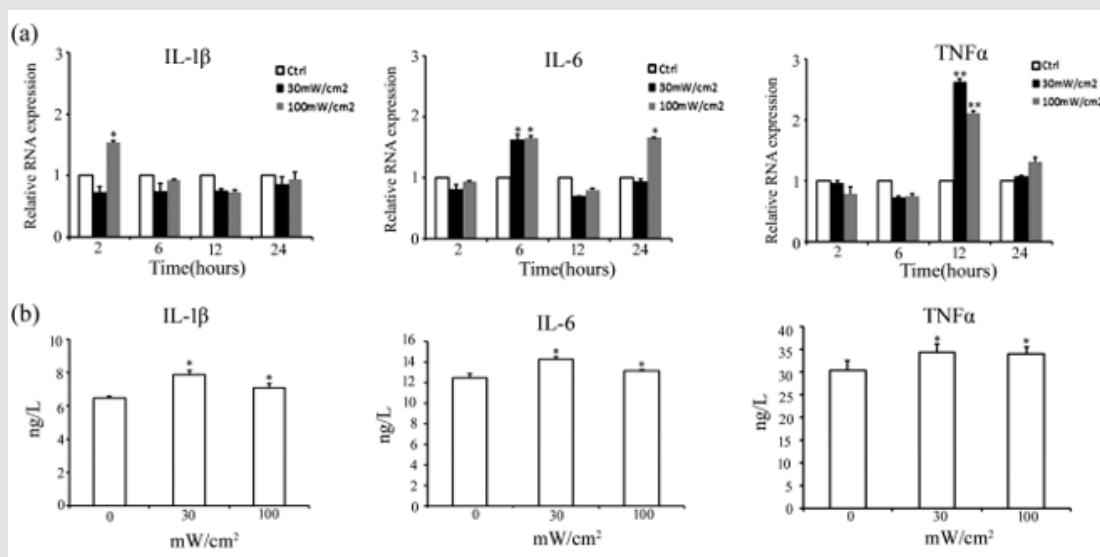 (a)
IL-1β
Relative RNA expression
3
2
1
0
Ctrl
30mW/cm2
100mW/cm2
*
2 6 12 24
Time(hours)
IL-6
Relative RNA expression
3
2
1
0
Ctrl
30mW/cm2
100mW/cm2
* * *
2 6 12 24
Time(hours)
TNFα
Relative RNA expression
3
2
1
0
Ctrl
30mW/cm2
100mW/cm2
** **
2 6 12 24
Time(hours)
(b)
IL-1β
ng/L
10
8
6
4
2
0
* *
0 30 100
mW/cm²
IL-6
ng/L
16
14
12
10
8
6
4
2
0
* *
0 30 100
mW/cm²
TNFα
ng/L
40
35
30
25
20
15
10
5
0
* *
0 30 100
mW/cm²